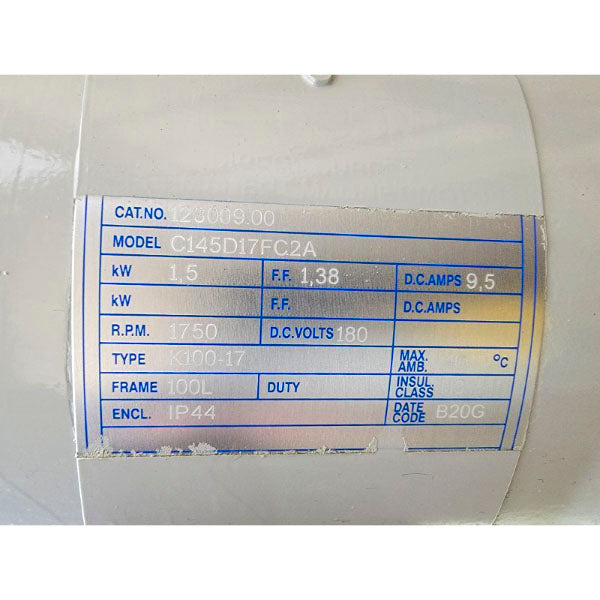 CAT.NO. 128009.00
MODEL C145D17FC2A
kW 1,5 F.F. 1,38 D.C.AMPS 9,5
kW F.F. D.C.AMPS
R.P.M. 1750 D.C.VOLTS 180
TYPE K100-17 MAX. AMB. °C
FRAME 100L DUTY INSUL. CLASS
ENCL. IP44 DATE CODE B20G